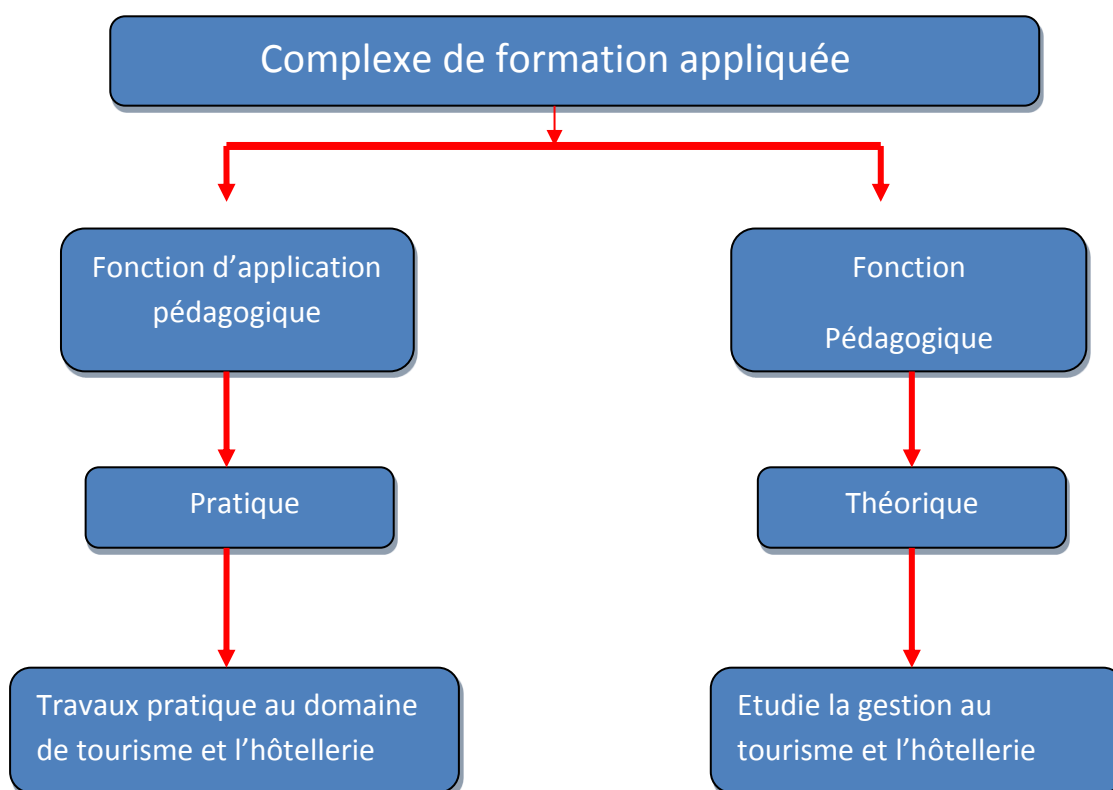 Complexe de formation appliquée
Fonction d’application
pédagogique
Fonction
Pédagogique
Pratique
Théorique
Travaux pratique au domaine
de tourisme et l’hôtellerie
Etudie la gestion au
tourisme et l’hôtellerie